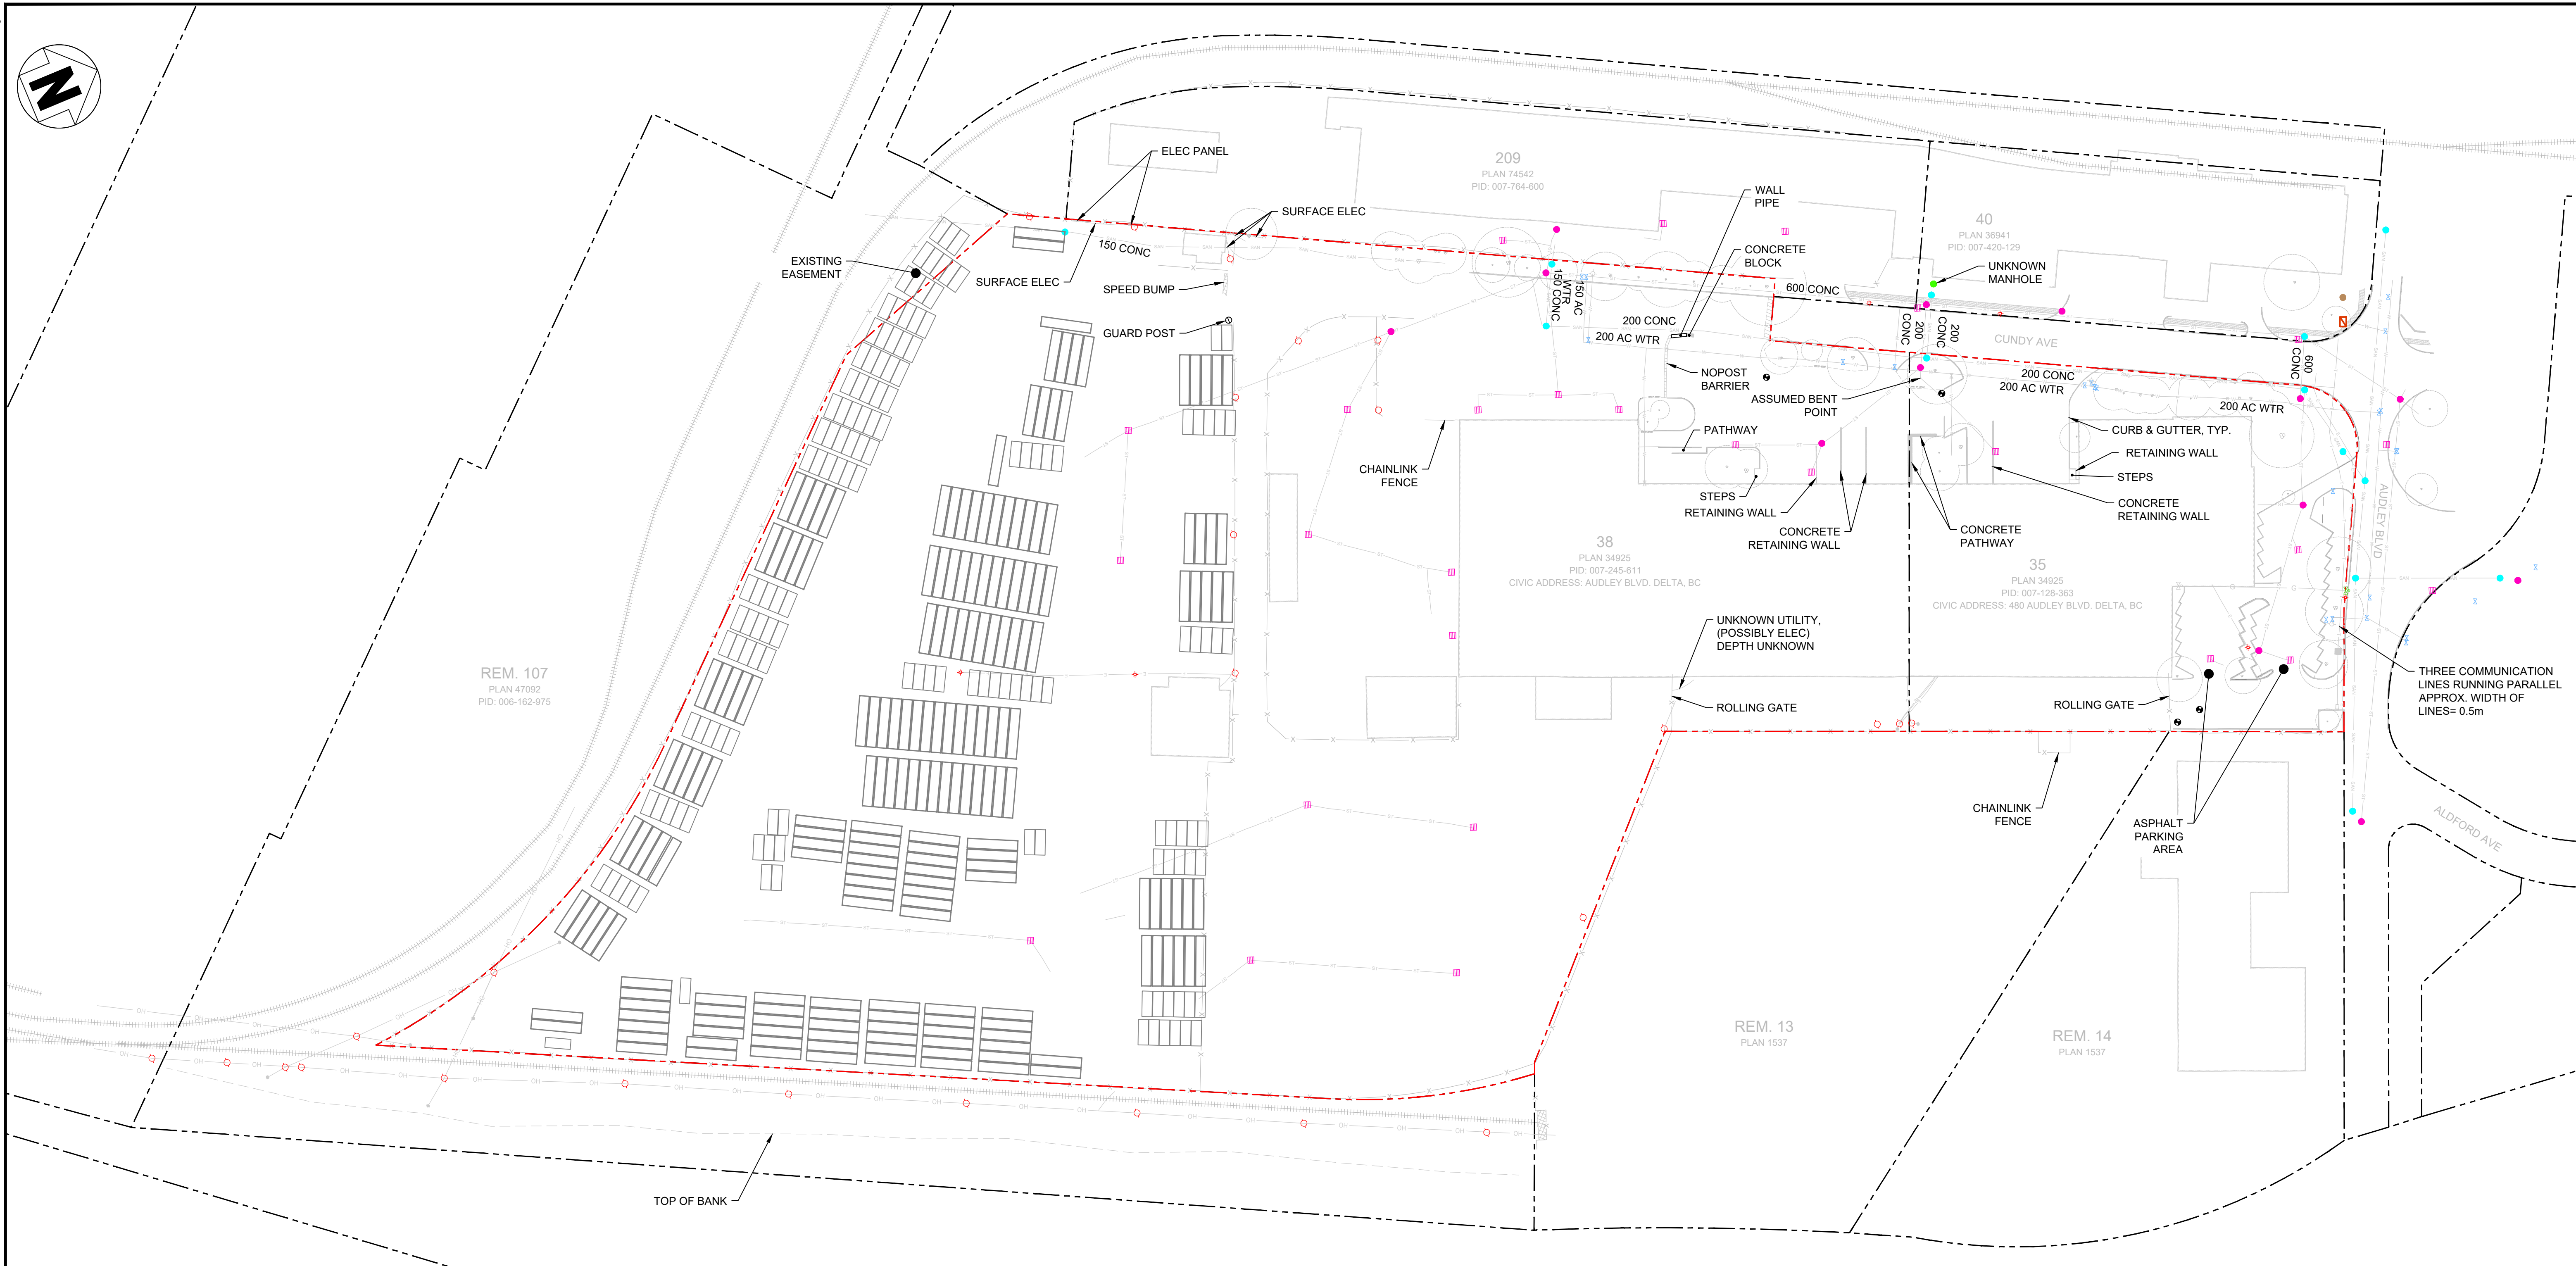 N
ELEC PANEL
SURFACE ELEC
150 CONC
EXISTING
EASEMENT
SURFACE ELEC
SPEED BUMP
GUARD POST
209
PLAN 74542
PID: 007-764-600
WALL
PIPE
CONCRETE
BLOCK
40
PLAN 36941
PID: 007-420-129
UNKNOWN
MANHOLE
150 CONC
WTR
150 AC
200 CONC
200 AC WTR
600 CONC
200
CONC
200
CONC
CUNDY AVE
600
CONC
NOPOST
BARRIER
ASSUMED BENT
POINT
200 CONC
200 AC WTR
200 AC WTR
PATHWAY
CURB & GUTTER, TYP.
RETAINING WALL
STEPS
CHAINLINK
FENCE
STEPS
RETAINING WALL
CONCRETE
RETAINING WALL
CONCRETE
RETAINING WALL
CONCRETE
PATHWAY
AUDLEY BLVD
38
PLAN 34925
PID: 007-245-611
CIVIC ADDRESS: AUDLEY BLVD. DELTA, BC
35
PLAN 34925
PID: 007-128-363
CIVIC ADDRESS: 480 AUDLEY BLVD. DELTA, BC
UNKNOWN UTILITY,
(POSSIBLY ELEC)
DEPTH UNKNOWN
REM. 107
PLAN 47092
PID: 006-162-975
ROLLING GATE
ROLLING GATE
THREE COMMUNICATION
LINES RUNNING PARALLEL
APPROX. WIDTH OF
LINES= 0.5m
CHAINLINK
FENCE
ASPHALT
PARKING
AREA
ALDFORD AVE
REM. 13
PLAN 1537
REM. 14
PLAN 1537
TOP OF BANK